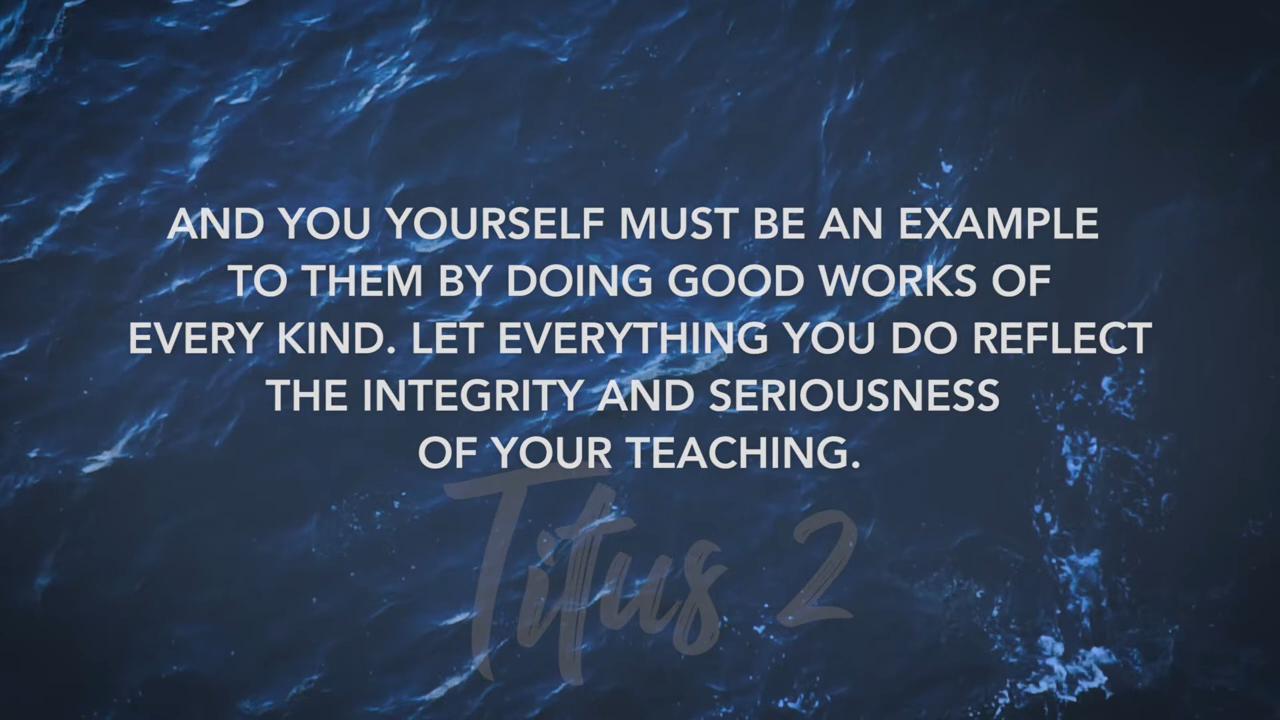 AND YOU YOURSELF MUST BE AN EXAMPLE
TO THEM BY DOING GOOD WORKS OF
EVERY KIND. LET EVERYTHING YOU DO REFLECT
THE INTEGRITY AND SERIOUSNESS
OF YOUR TEACHING.
Titus 2